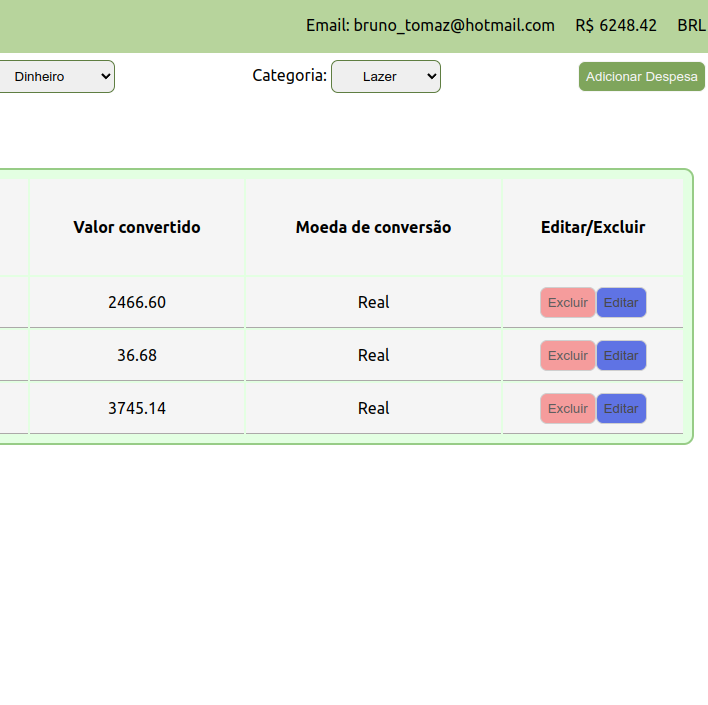 Email: bruno_tomaz@hotmail.com R$ 6248.42 BRL
Dinheiro Categoria: Lazer Adicionar Despesa
Valor convertido Moeda de conversão Editar/Excluir
2466.60 Real Excluir Editar
36.68 Real Excluir Editar
3745.14 Real Excluir Editar